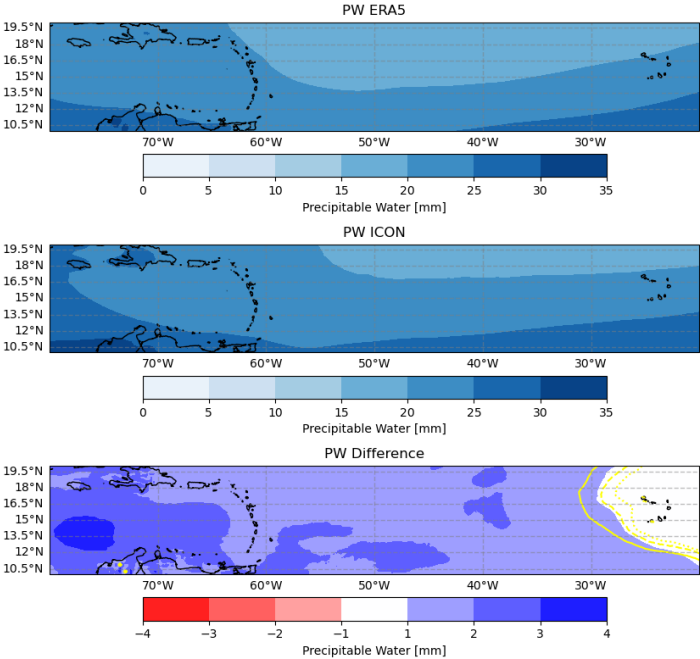 PW ERA5
19.5°N
18°N
16.5°N
15°N
13.5°N
12°N
10.5°N
70°W 60°W 50°W 40°W 30°W
0 5 10 15 20 25 30 35
Precipitable Water [mm]
PW ICON
19.5°N
18°N
16.5°N
15°N
13.5°N
12°N
10.5°N
70°W 60°W 50°W 40°W 30°W
0 5 10 15 20 25 30 35
Precipitable Water [mm]
PW Difference
19.5°N
18°N
16.5°N
15°N
13.5°N
12°N
10.5°N
70°W 60°W 50°W 40°W 30°W
−4 −3 −2 −1 1 2 3 4
Precipitable Water [mm]